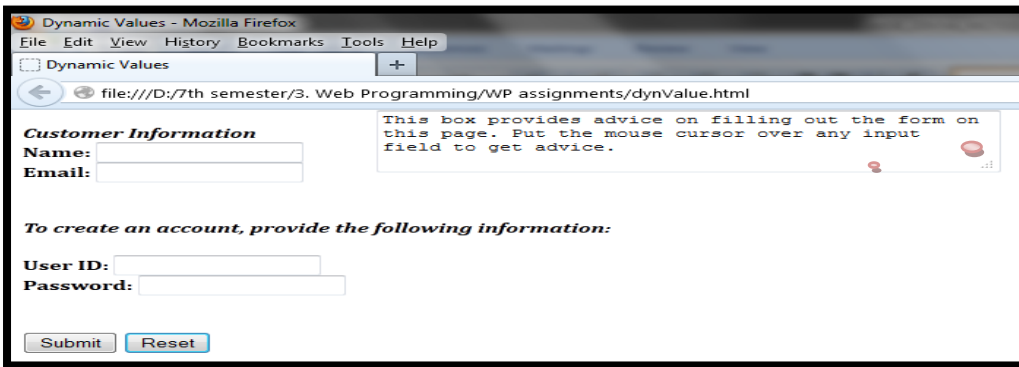 Dynamic Values - Mozilla Firefox
File Edit View History Bookmarks Tools Help
Dynamic Values +
file:///D:/7th semester/3. Web Programming/WP assignments/dynValue.html
This box provides advice on filling out the form on
this page. Put the mouse cursor over any input
field to get advice.
Customer Information
Name:
Email:
To create an account, provide the following information:
User ID:
Password:
Submit Reset